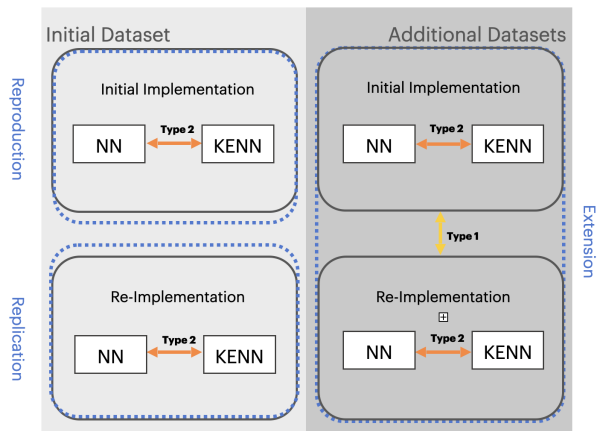 Initial Dataset
Additional Datasets
Reproduction
Initial Implementation
NN
Type 2
KENN
Initial Implementation
NN
Type 2
KENN
Type 1
Extension
Replication
Re-Implementation
NN
Type 2
KENN
Re-Implementation
NN
Type 2
KENN